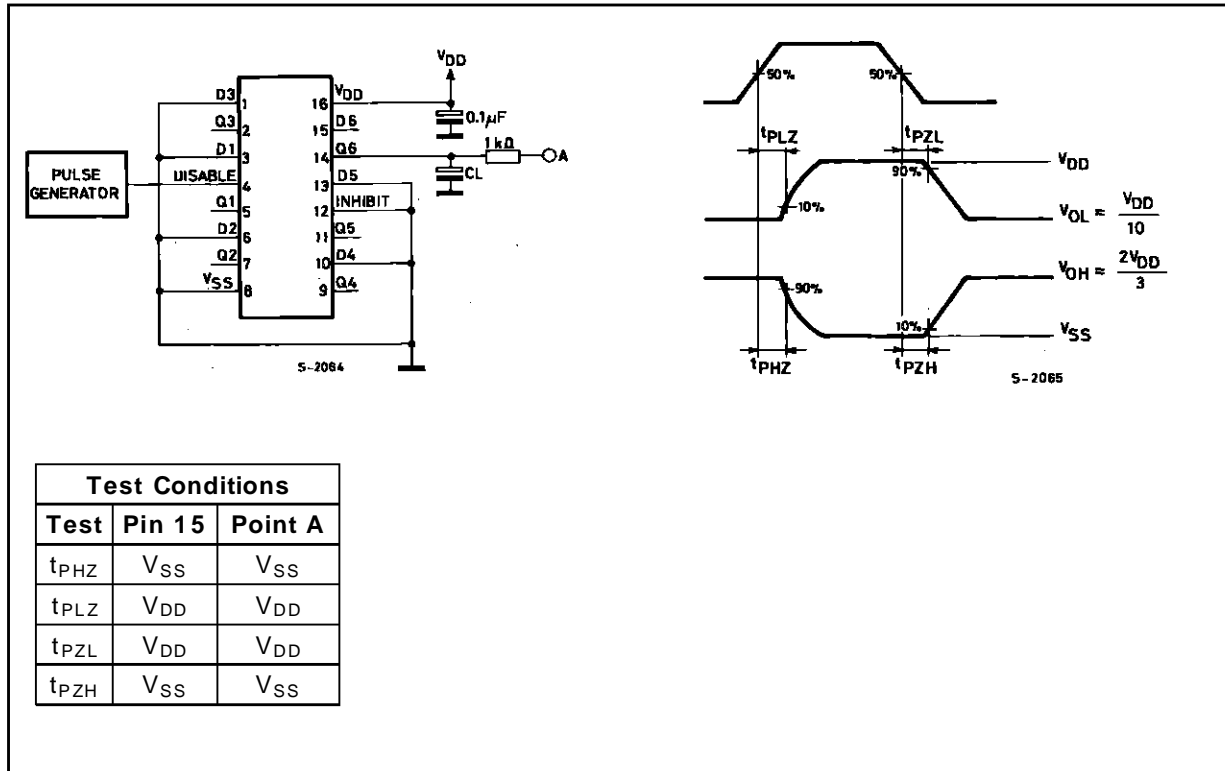 VDD
D3 1
Q3 2
D1 3
DISABLE 4
Q1 5
D2 6
Q2 7
VSS 8
16 VDD
15 D6
14 Q6
13 D5
12 INHIBIT
11 Q5
10 D4
9 Q4
PULSE
GENERATOR
0.1μF
1 kΩ
A
CL
S-2064
50% 50%
tPLZ tPZL
VDD
90%
10%
VOL ≈ VDD
10
VOH ≈ 2VDD
3
90%
10%
VSS
tPHZ tPZH
S-2065
Test Conditions
Test Pin 15 Point A
tPHZ VSS VSS
tPLZ VDD VDD
tPZL VDD VDD
tPZH VSS VSS